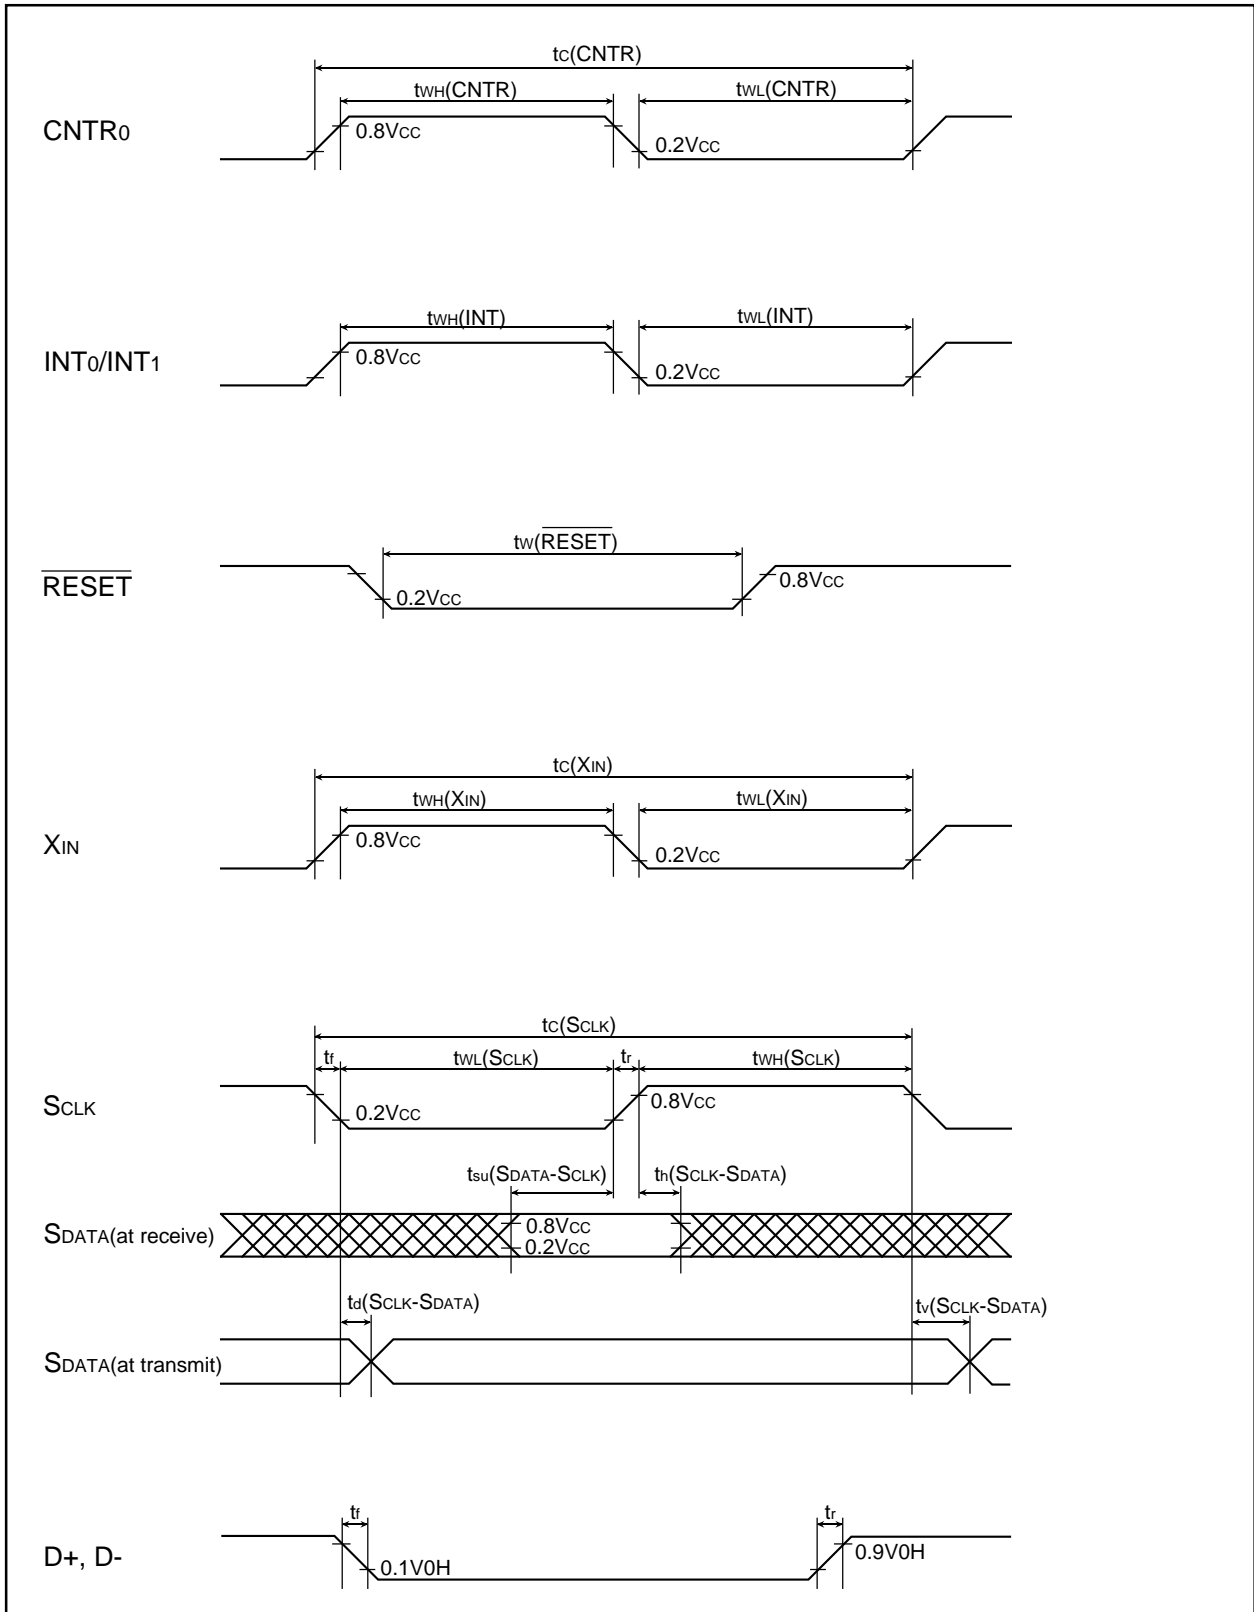 tC(CNTR)
tWH(CNTR) tWL(CNTR)
CNTR0
0.8VCC
0.2VCC
tWH(INT) tWL(INT)
INT0/INT1
0.8VCC
0.2VCC
tW(RESET)
RESET
0.2VCC
0.8VCC
tC(XIN)
tWH(XIN) tWL(XIN)
XIN
0.8VCC
0.2VCC
tC(SCLK)
tf tWL(SCLK) tr tWH(SCLK)
SCLK
0.2VCC
0.8VCC
tsu(SDATA-SCLK) th(SCLK-SDATA)
SDATA(at receive)
0.8VCC
0.2VCC
td(SCLK-SDATA) tv(SCLK-SDATA)
SDATA(at transmit)
tf tr
D+, D-
0.1V0H
0.9V0H